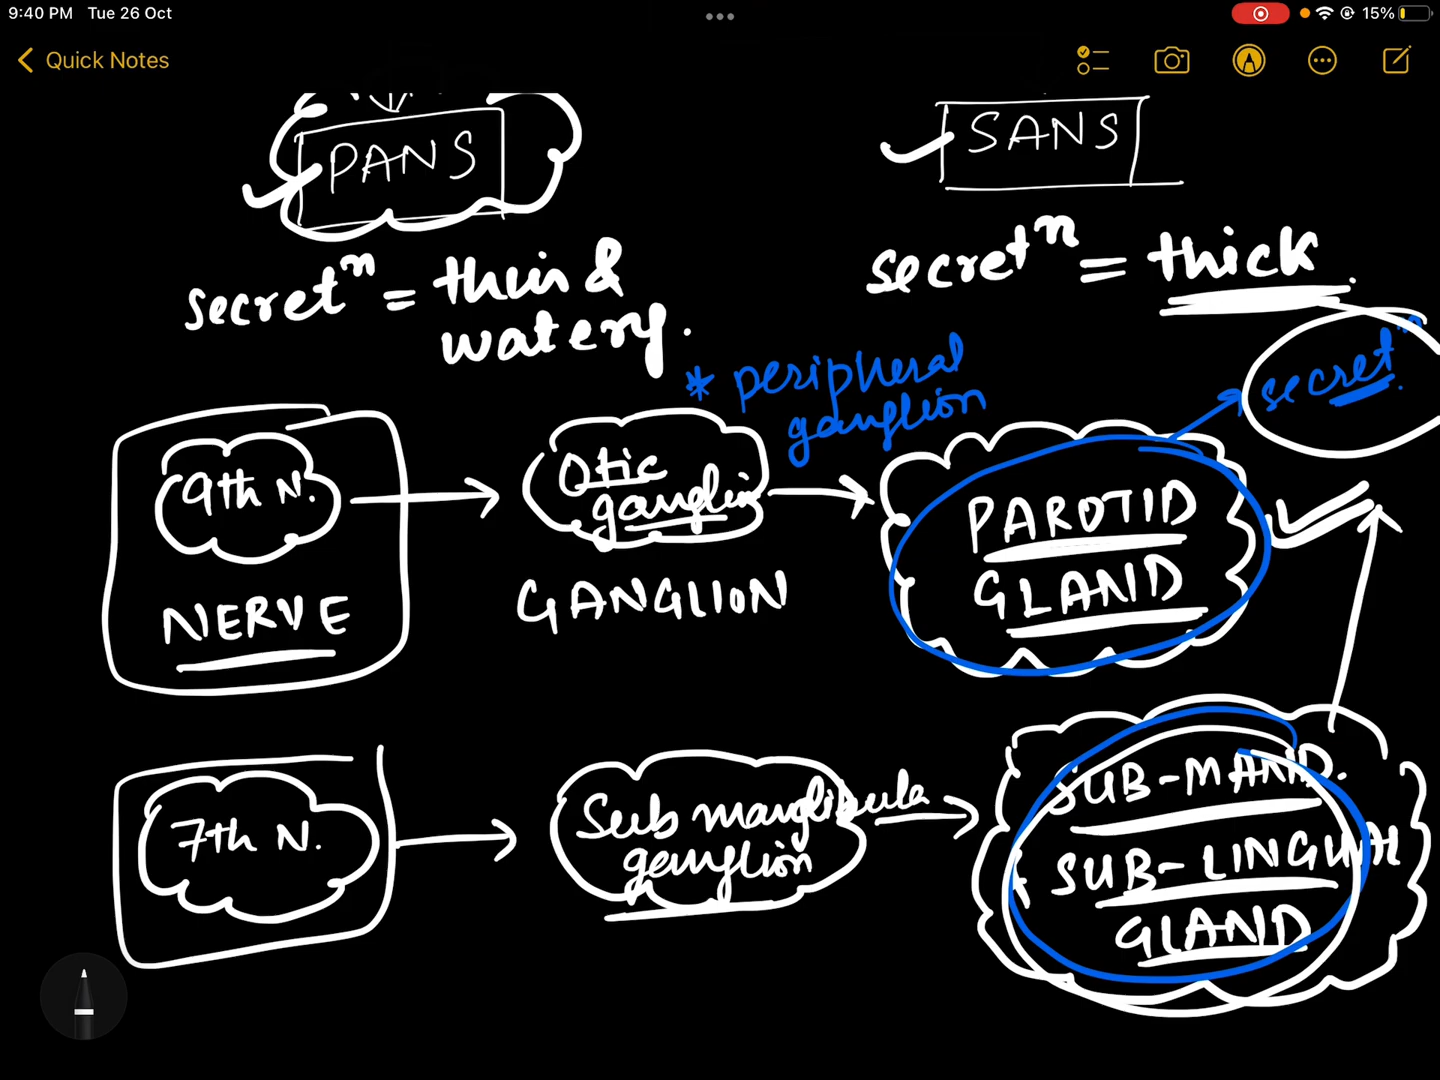 9:40 PM Tue 26 Oct
15%
Quick Notes
PANS
SANS
secretⁿ = thin &
watery.
secretⁿ = thick.
* peripheral
ganglion
secretⁿ
9th N.
NERVE
Otic
ganglion
GANGLION
PAROTID
GLAND
7th N.
Sub mandibula
ganglion
SUB-MAND.
SUB-LINGUAL
GLAND